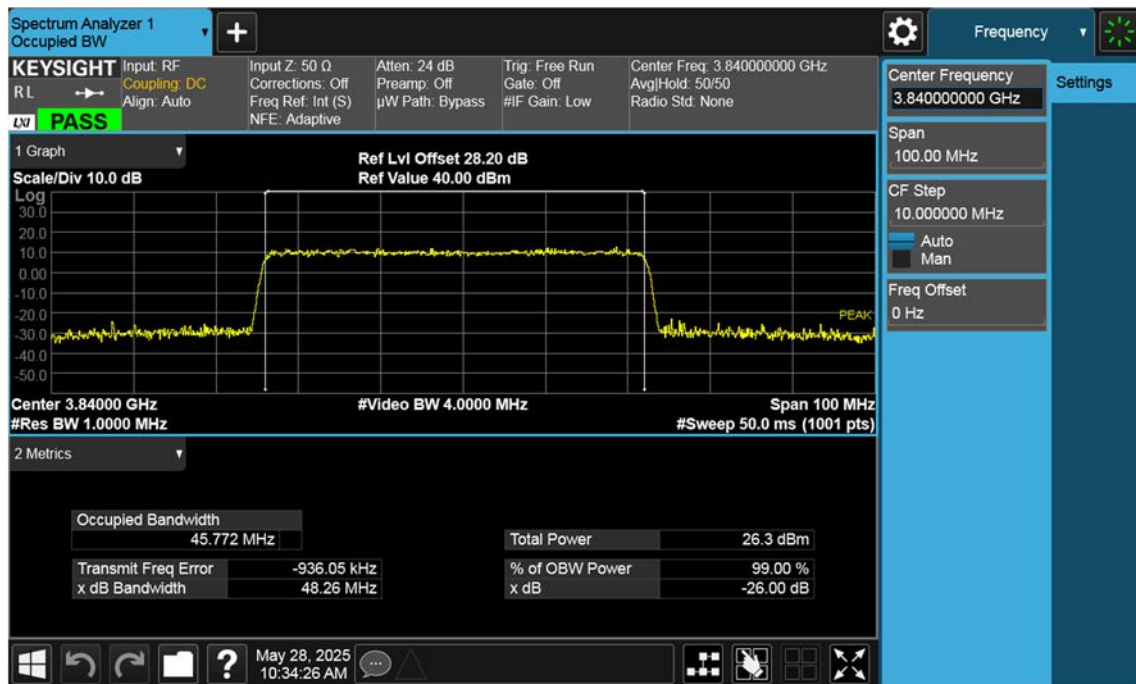 Spectrum Analyzer 1
Occupied BW
+
Frequency
KEYSIGHT
R L
LXI PASS
Input: RF
Coupling: DC
Align: Auto
Input Z: 50 Ω
Corrections: Off
Freq Ref: Int (S)
NFE: Adaptive
Atten: 24 dB
Preamp: Off
µW Path: Bypass
Trig: Free Run
Gate: Off
#IF Gain: Low
Center Freq: 3.840000000 GHz
Avg|Hold: 50/50
Radio Std: None
Center Frequency
3.840000000 GHz
Settings
Span
100.00 MHz
CF Step
10.000000 MHz
Auto
Man
Freq Offset
0 Hz
1 Graph
Scale/Div 10.0 dB
Ref Lvl Offset 28.20 dB
Ref Value 40.00 dBm
Log
30.0
20.0
10.0
0.00
-10.0
-20.0
-30.0
-40.0
-50.0
PEAK
Center 3.84000 GHz
#Video BW 4.0000 MHz
Span 100 MHz
#Res BW 1.0000 MHz
#Sweep 50.0 ms (1001 pts)
2 Metrics
Occupied Bandwidth
45.772 MHz
Total Power 26.3 dBm
Transmit Freq Error -936.05 kHz
% of OBW Power 99.00 %
x dB Bandwidth 48.26 MHz
x dB -26.00 dB
?
May 28, 2025
10:34:26 AM